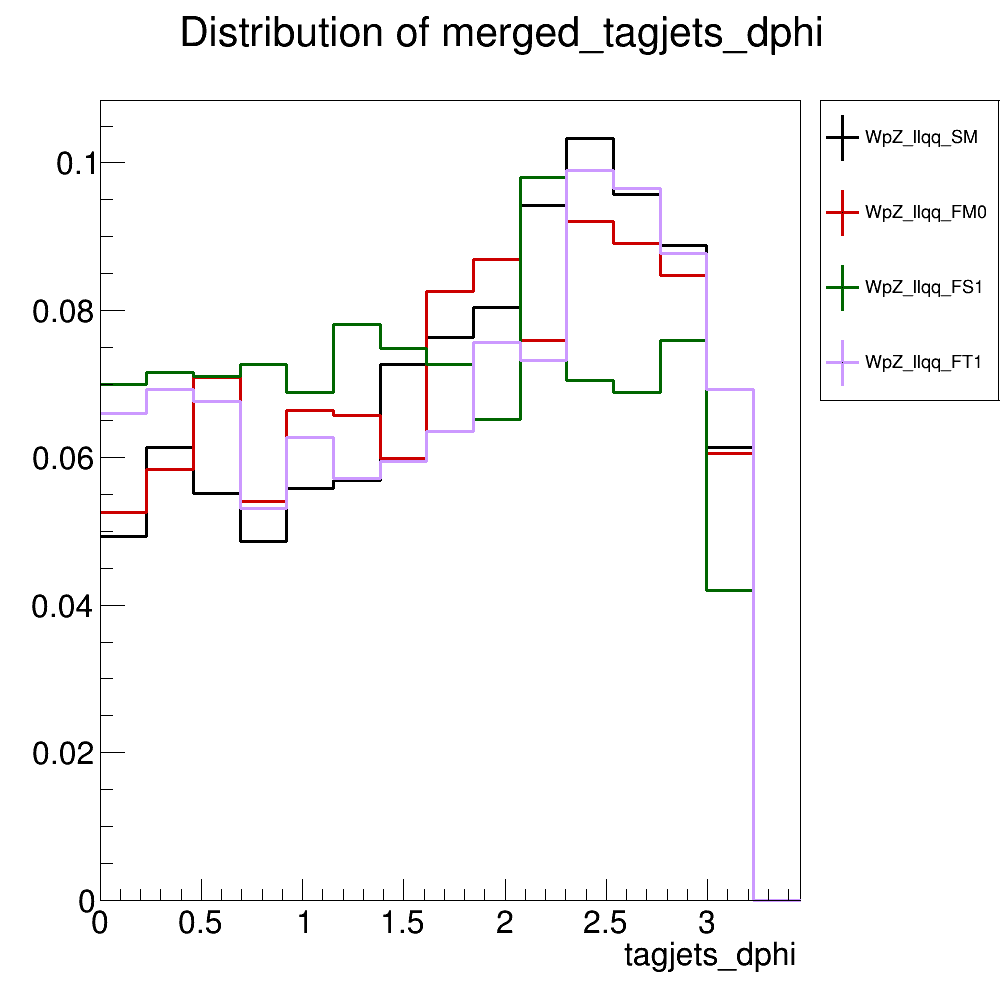 Distribution of merged_tagjets_dphi
0.1
0.08
0.06
0.04
0.02
0
0 0.5 1 1.5 2 2.5 3
tagjets_dphi
WpZ_llqq_SM
WpZ_llqq_FM0
WpZ_llqq_FS1
WpZ_llqq_FT1